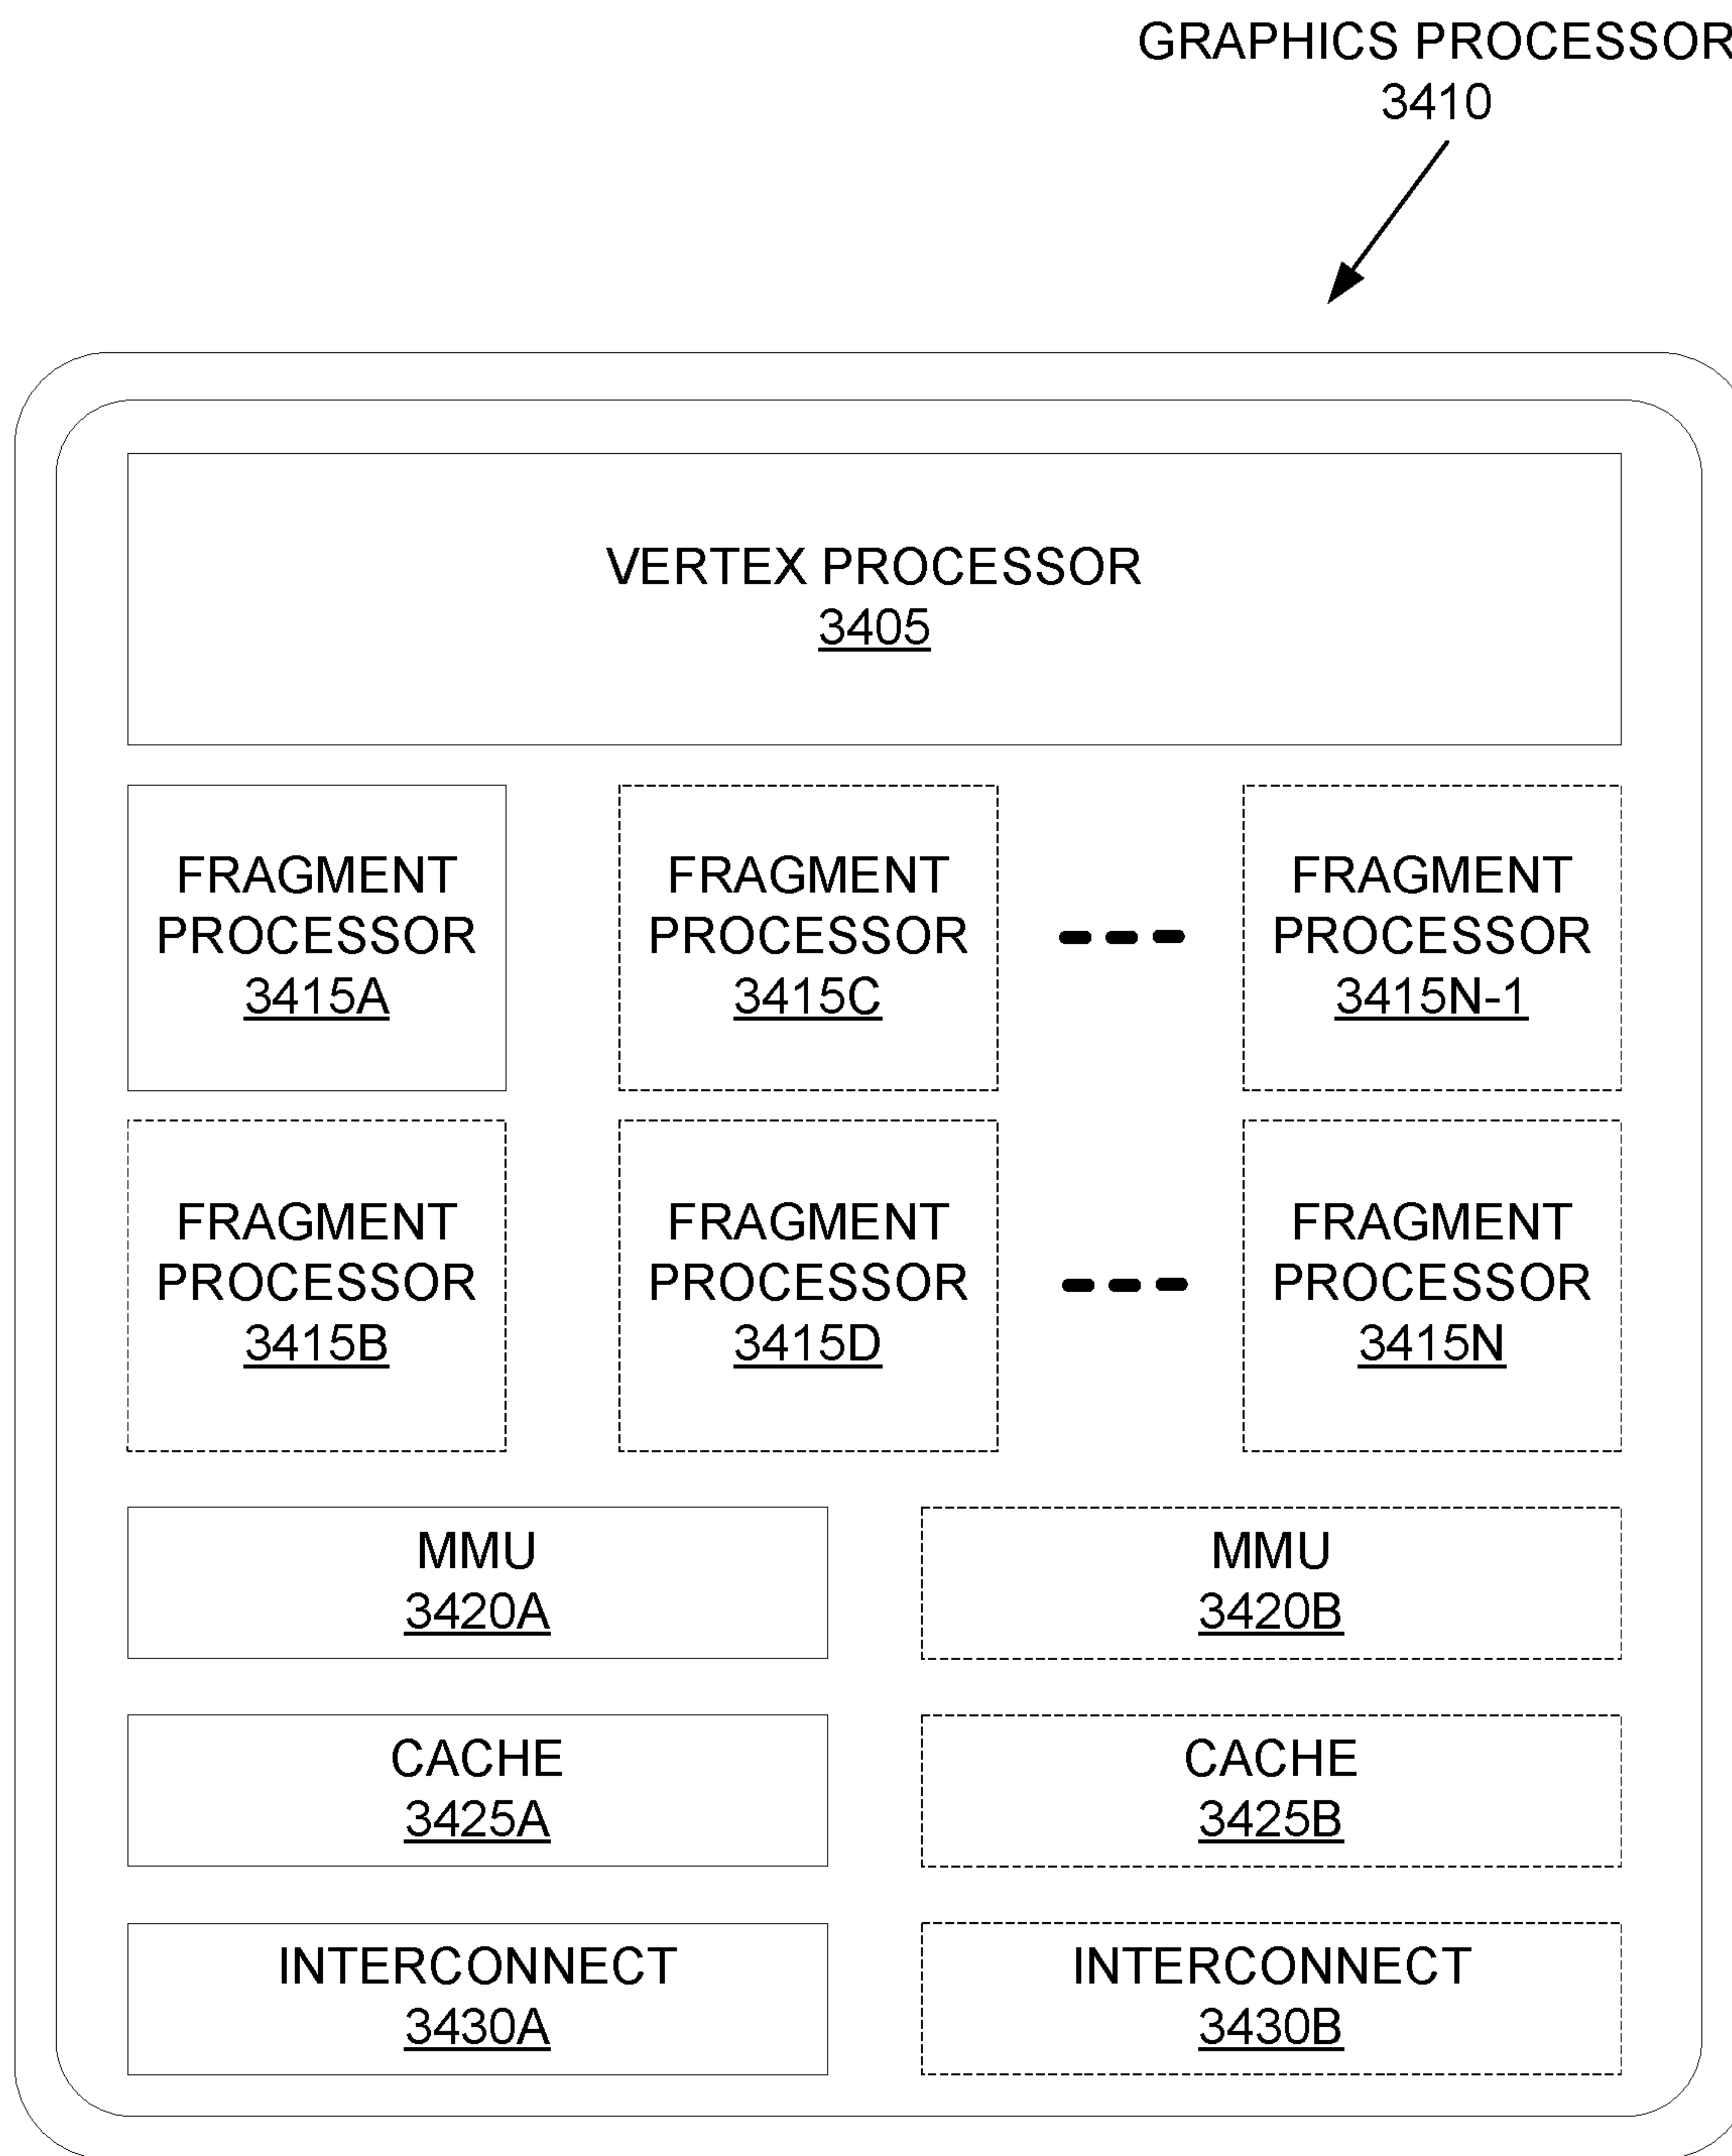 GRAPHICS PROCESSOR
3410
VERTEX PROCESSOR
3405
FRAGMENT
PROCESSOR
3415A
FRAGMENT
PROCESSOR
3415C
FRAGMENT
PROCESSOR
3415N-1
FRAGMENT
PROCESSOR
3415B
FRAGMENT
PROCESSOR
3415D
FRAGMENT
PROCESSOR
3415N
MMU
3420A
MMU
3420B
CACHE
3425A
CACHE
3425B
INTERCONNECT
3430A
INTERCONNECT
3430B